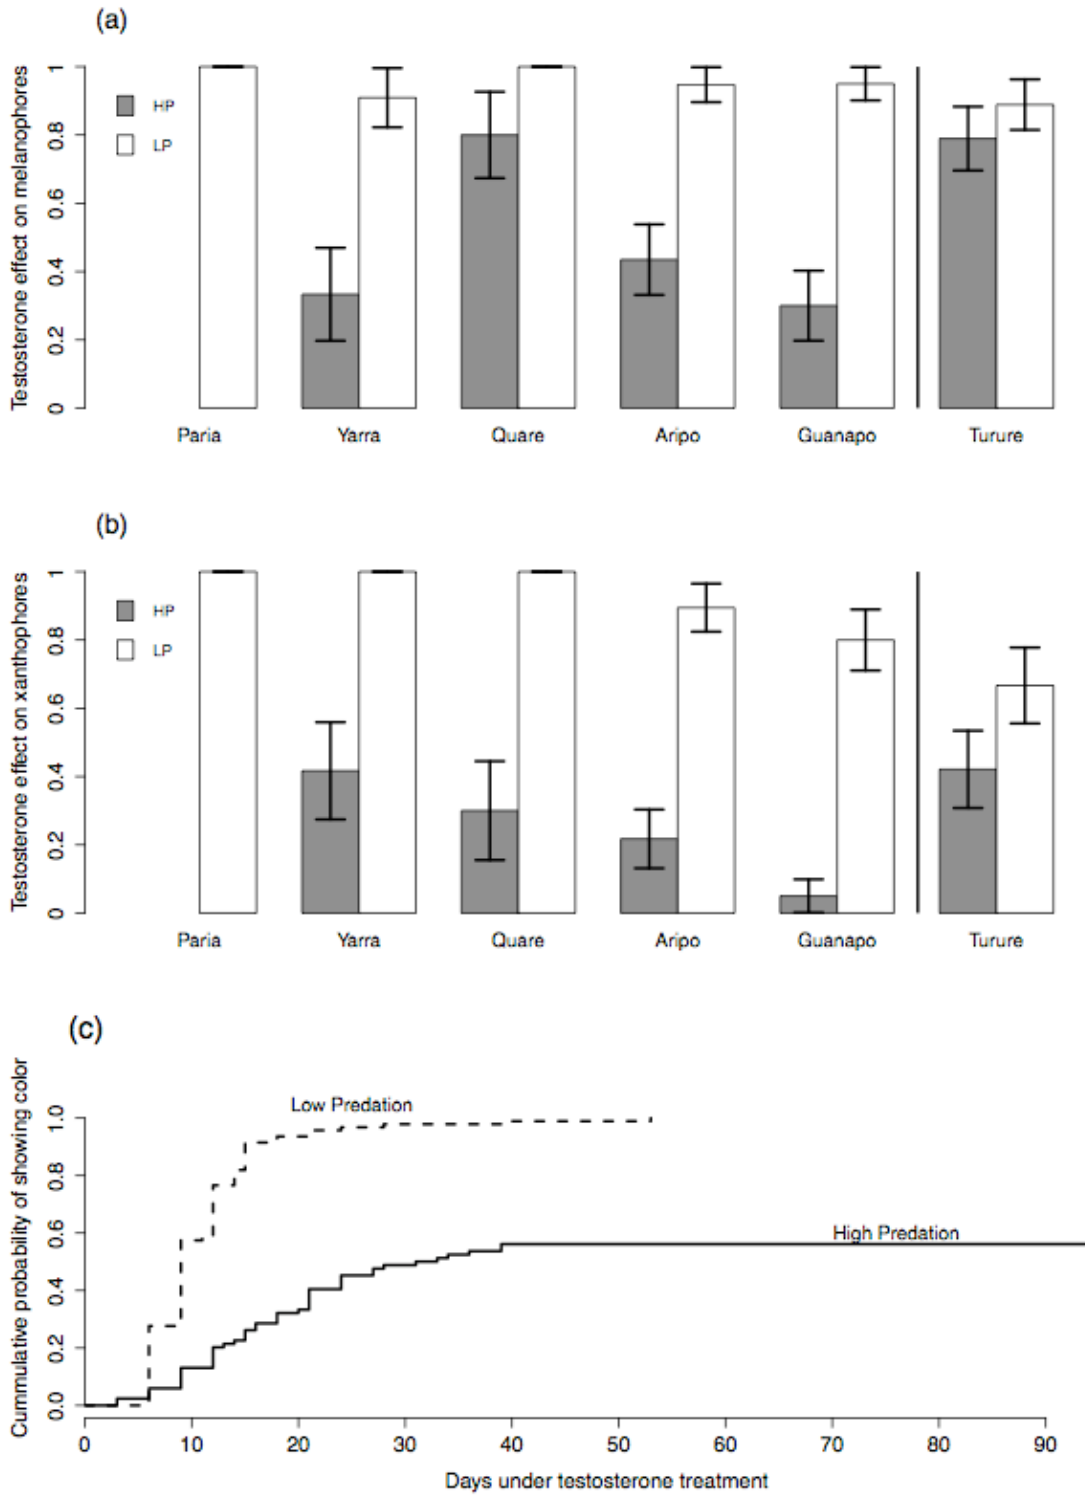 (a)
Testosterone effect on melanophores
1
0.8
0.6
0.4
0.2
0
HP
LP
Paria
Yarra
Quare
Aripo
Guanapo
Turure
(b)
Testosterone effect on xanthophores
1
0.8
0.6
0.4
0.2
0
HP
LP
Paria
Yarra
Quare
Aripo
Guanapo
Turure
(c)
Cummulative probability of showing color
1.0
0.8
0.6
0.4
0.2
0.0
Low Predation
High Predation
0 10 20 30 40 50 60 70 80 90
Days under testosterone treatment